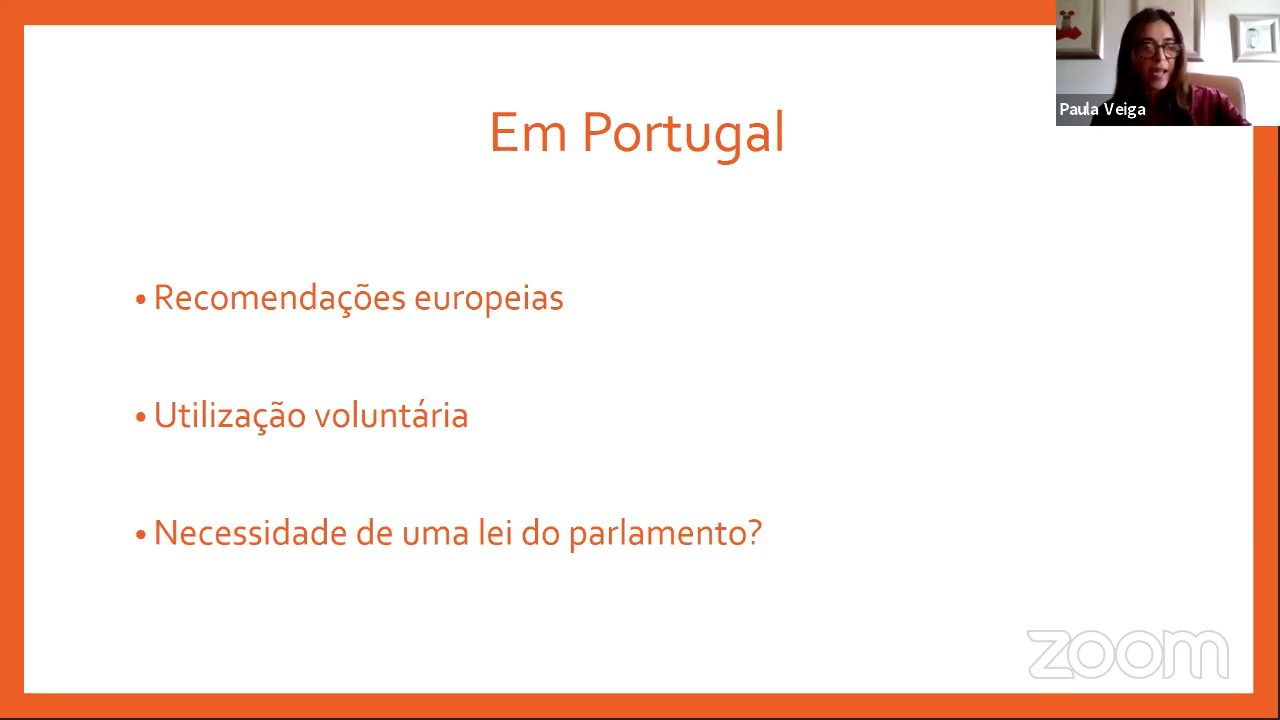 Em Portugal
Paula Veiga
• Recomendações europeias
• Utilização voluntária
• Necessidade de uma lei do parlamento?
zoom